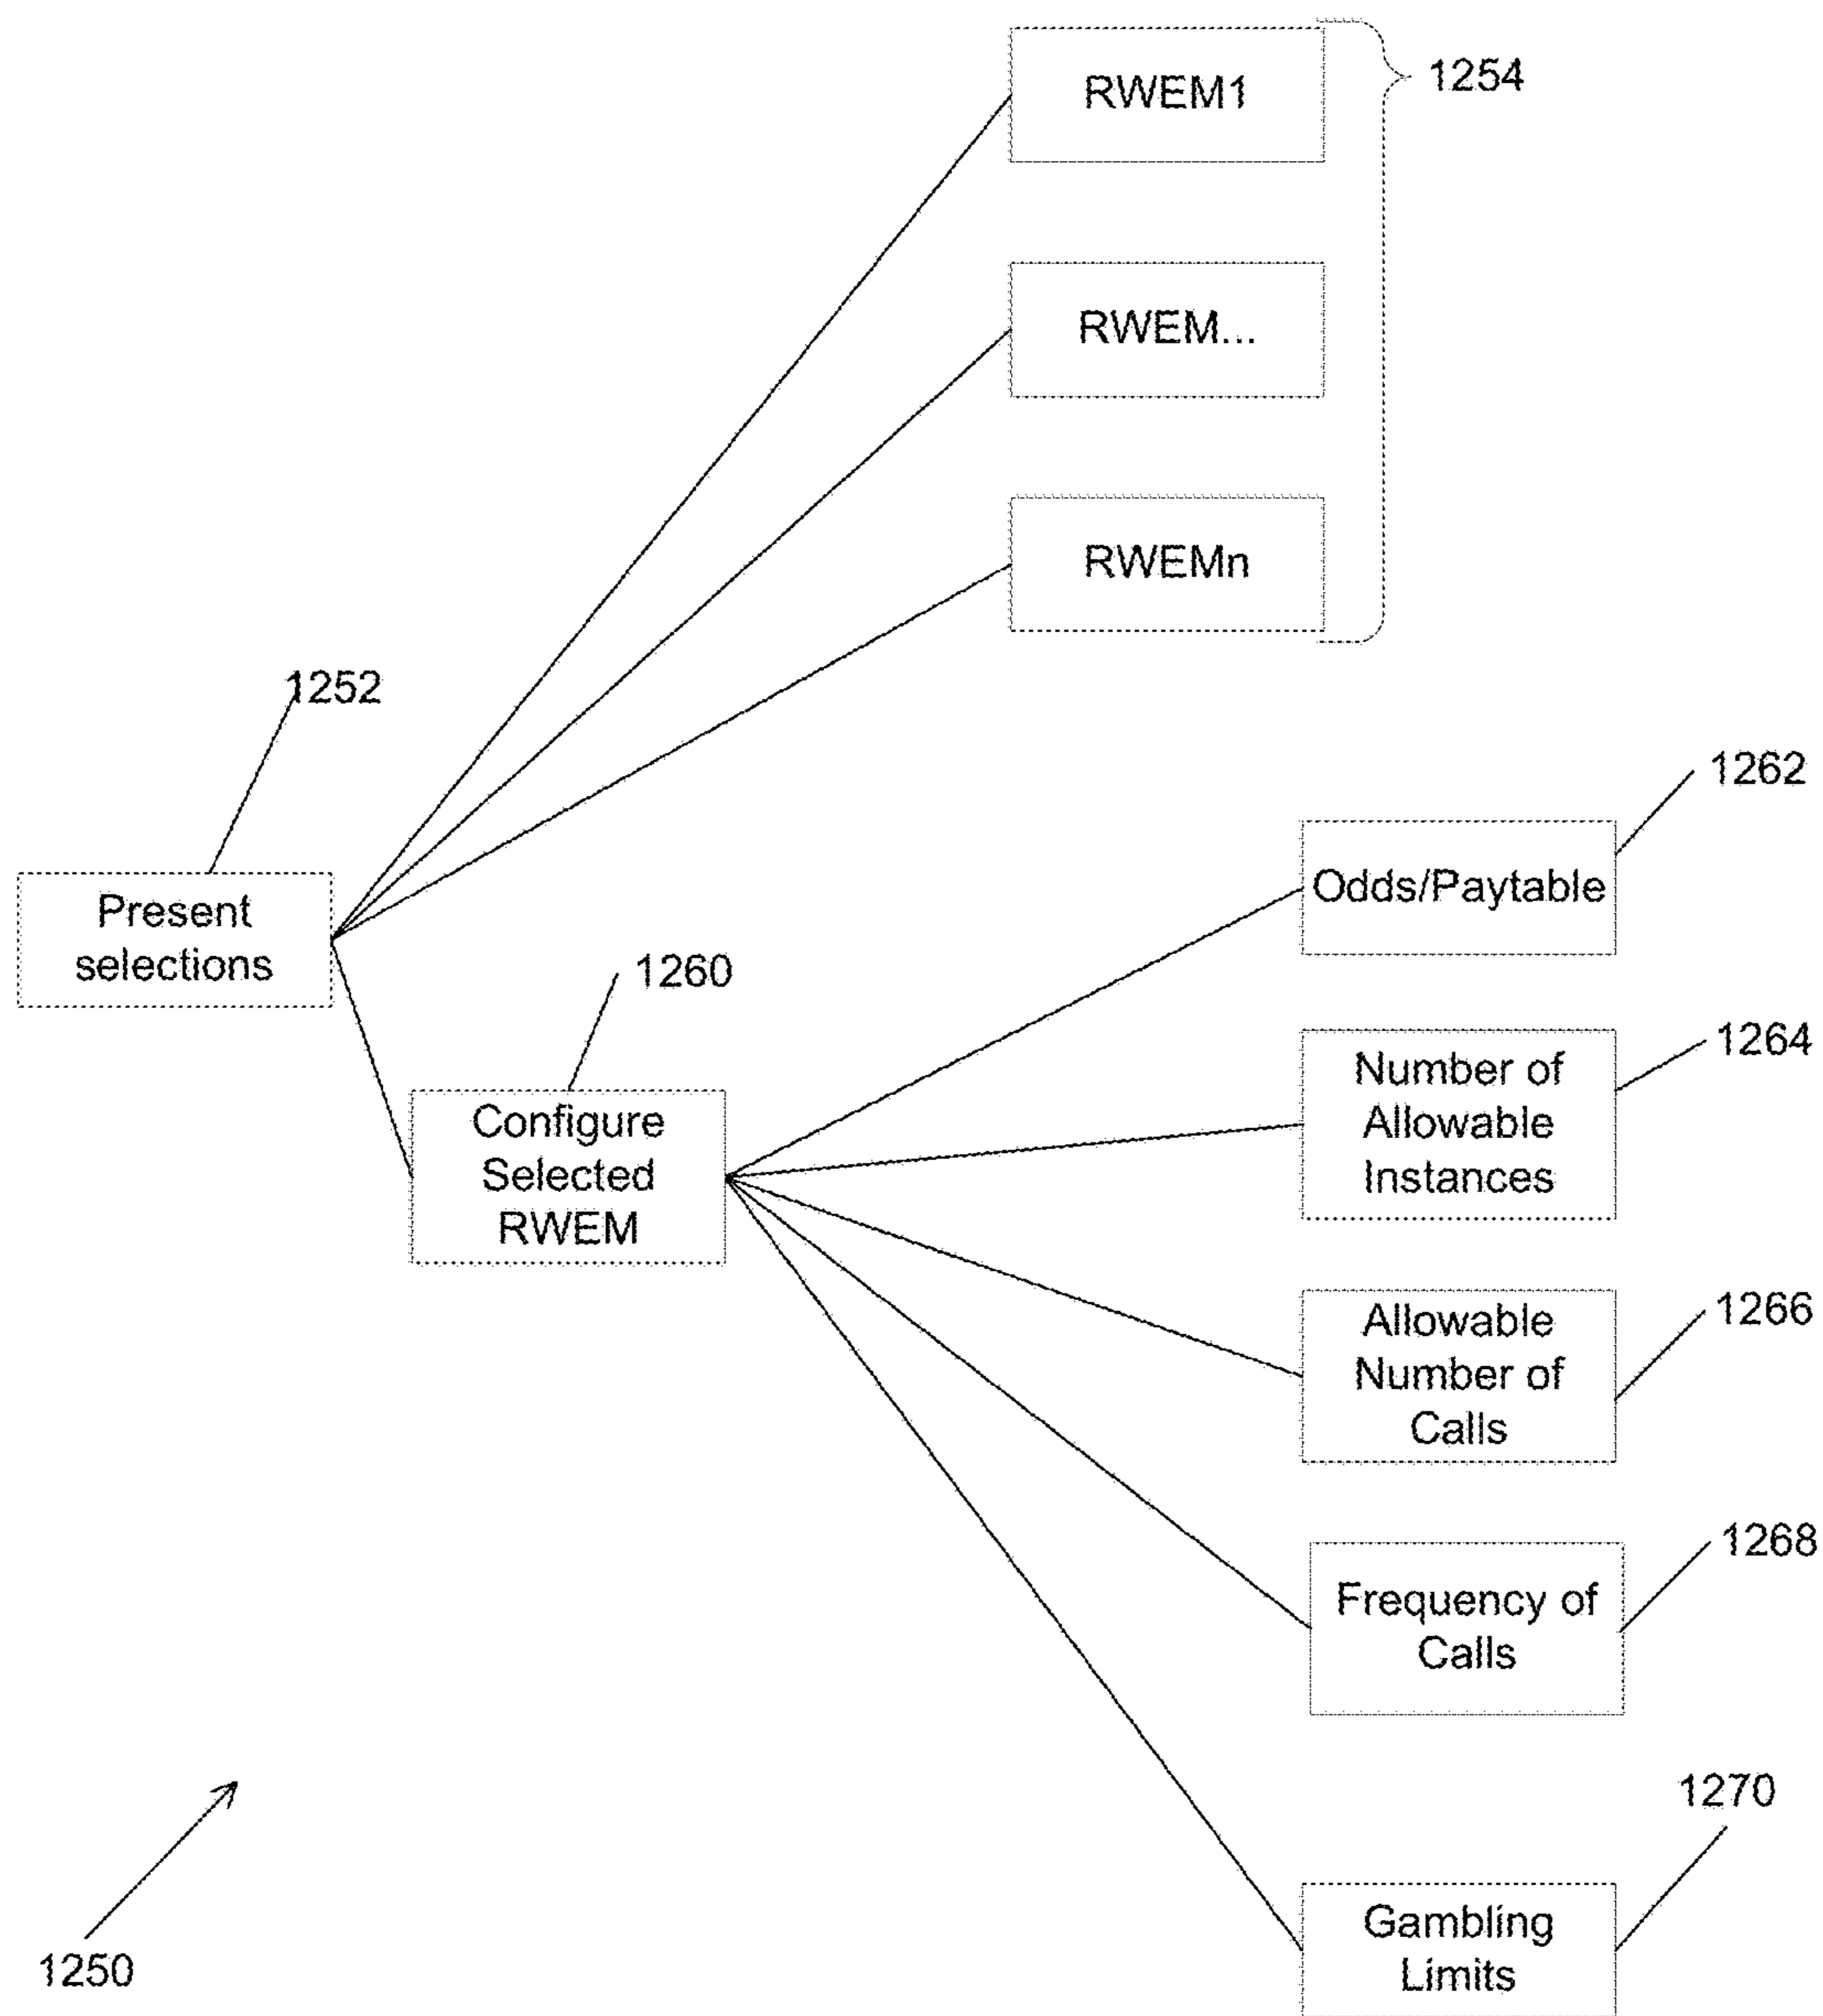 RWEM1
1254
RWEM...
RWEMn
1252
1262
Present
selections
Odds/Paytable
1260
1264
Configure
Selected
RWEM
Number of
Allowable
Instances
1266
Allowable
Number of
Calls
1268
Frequency of
Calls
1270
Gambling
Limits
1250